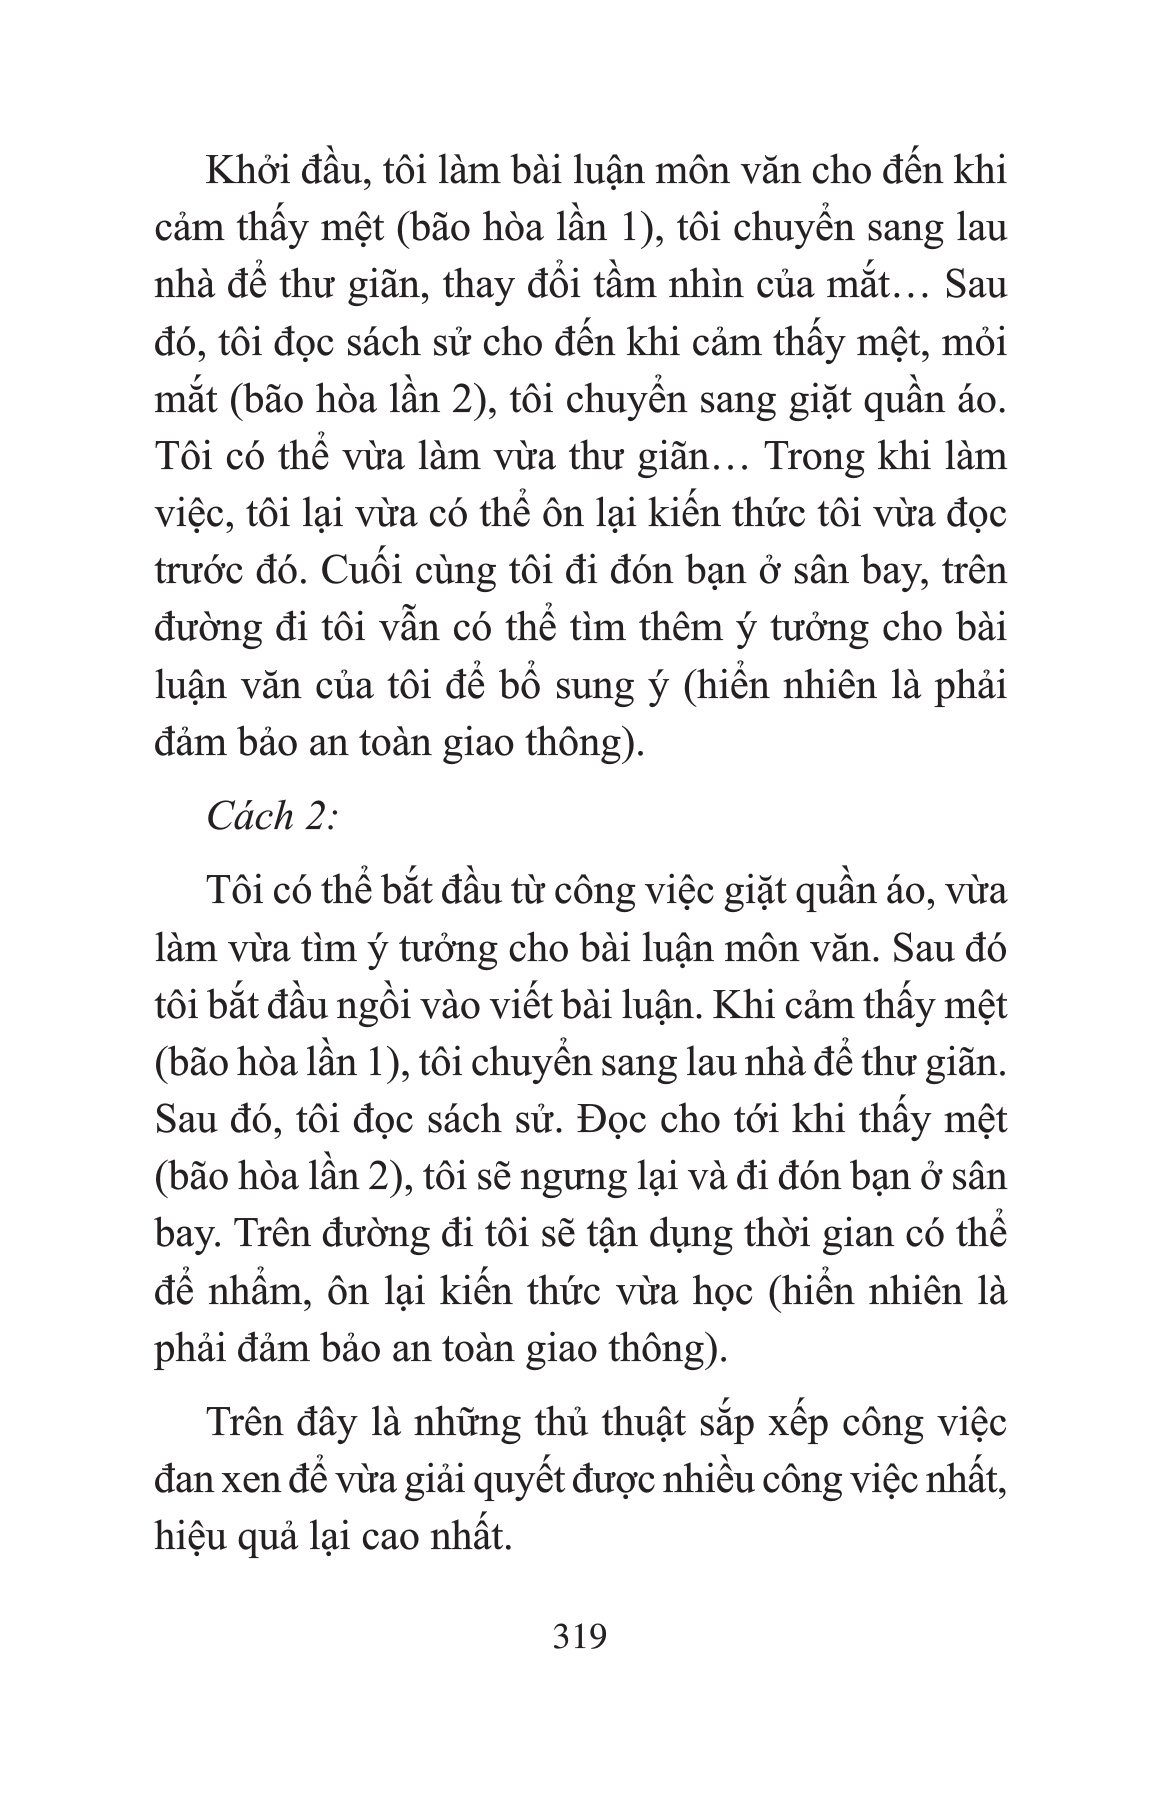 Khởi đầu, tôi làm bài luận môn văn cho đến khi
cảm thấy mệt (bão hòa lần 1), tôi chuyển sang lau
nhà để thư giãn, thay đổi tầm nhìn của mắt… Sau
đó, tôi đọc sách sử cho đến khi cảm thấy mệt, mỏi
mắt (bão hòa lần 2), tôi chuyển sang giặt quần áo.
Tôi có thể vừa làm vừa thư giãn… Trong khi làm
việc, tôi lại vừa có thể ôn lại kiến thức tôi vừa đọc
trước đó. Cuối cùng tôi đi đón bạn ở sân bay, trên
đường đi tôi vẫn có thể tìm thêm ý tưởng cho bài
luận văn của tôi để bổ sung ý (hiển nhiên là phải
đảm bảo an toàn giao thông).
Cách 2:
Tôi có thể bắt đầu từ công việc giặt quần áo, vừa
làm vừa tìm ý tưởng cho bài luận môn văn. Sau đó
tôi bắt đầu ngồi vào viết bài luận. Khi cảm thấy mệt
(bão hòa lần 1), tôi chuyển sang lau nhà để thư giãn.
Sau đó, tôi đọc sách sử. Đọc cho tới khi thấy mệt
(bão hòa lần 2), tôi sẽ ngưng lại và đi đón bạn ở sân
bay. Trên đường đi tôi sẽ tận dụng thời gian có thể
để nhẩm, ôn lại kiến thức vừa học (hiển nhiên là
phải đảm bảo an toàn giao thông).
Trên đây là những thủ thuật sắp xếp công việc
đan xen để vừa giải quyết được nhiều công việc nhất,
hiệu quả lại cao nhất.
319